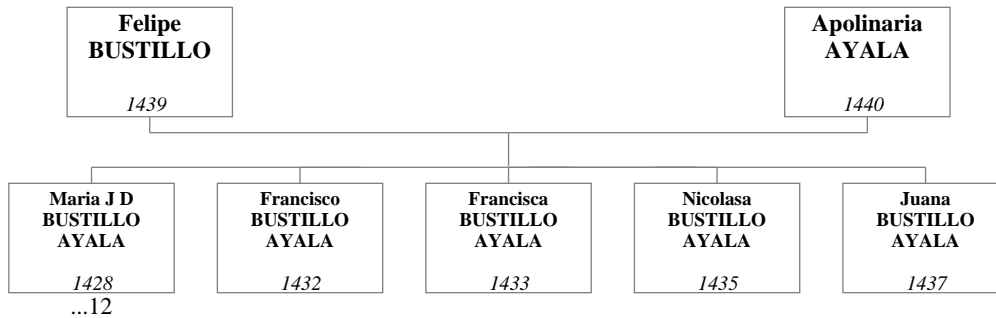 Felipe
BUSTILLO
1439
Apolinaria
AYALA
1440
Maria J D
BUSTILLO
AYALA
1428
...12
Francisco
BUSTILLO
AYALA
1432
Francisca
BUSTILLO
AYALA
1433
Nicolasa
BUSTILLO
AYALA
1435
Juana
BUSTILLO
AYALA
1437